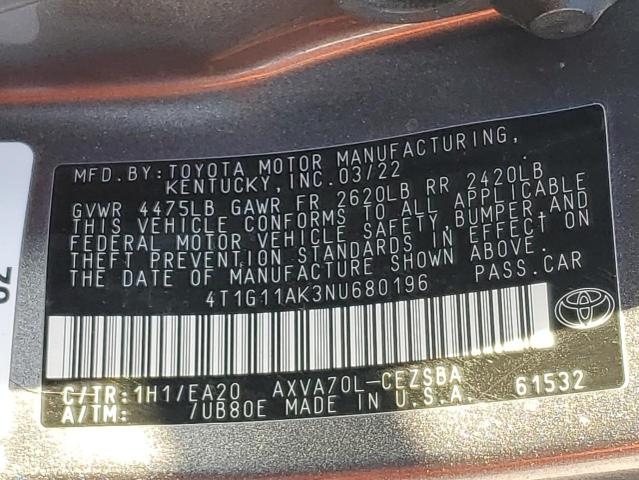 MFD.BY:TOYOTA MOTOR MANUFACTURING,
KENTUCKY,INC.03/22
GVWR 4475LB GAWR FR 2620LB RR 2420LB
THIS VEHICLE CONFORMS TO ALL APPLICABLE
FEDERAL MOTOR VEHICLE SAFETY,BUMPER,AND
THEFT PREVENTION STANDARDS IN EFFECT ON
THE DATE OF MANUFACTURE SHOWN ABOVE.
4T1G11AK3NU680196 PASS.CAR
C/TR:1H1/EA20 AXVA70L-CEZSBA
A/TM: /UB80E MADE IN U.S.A. 61532